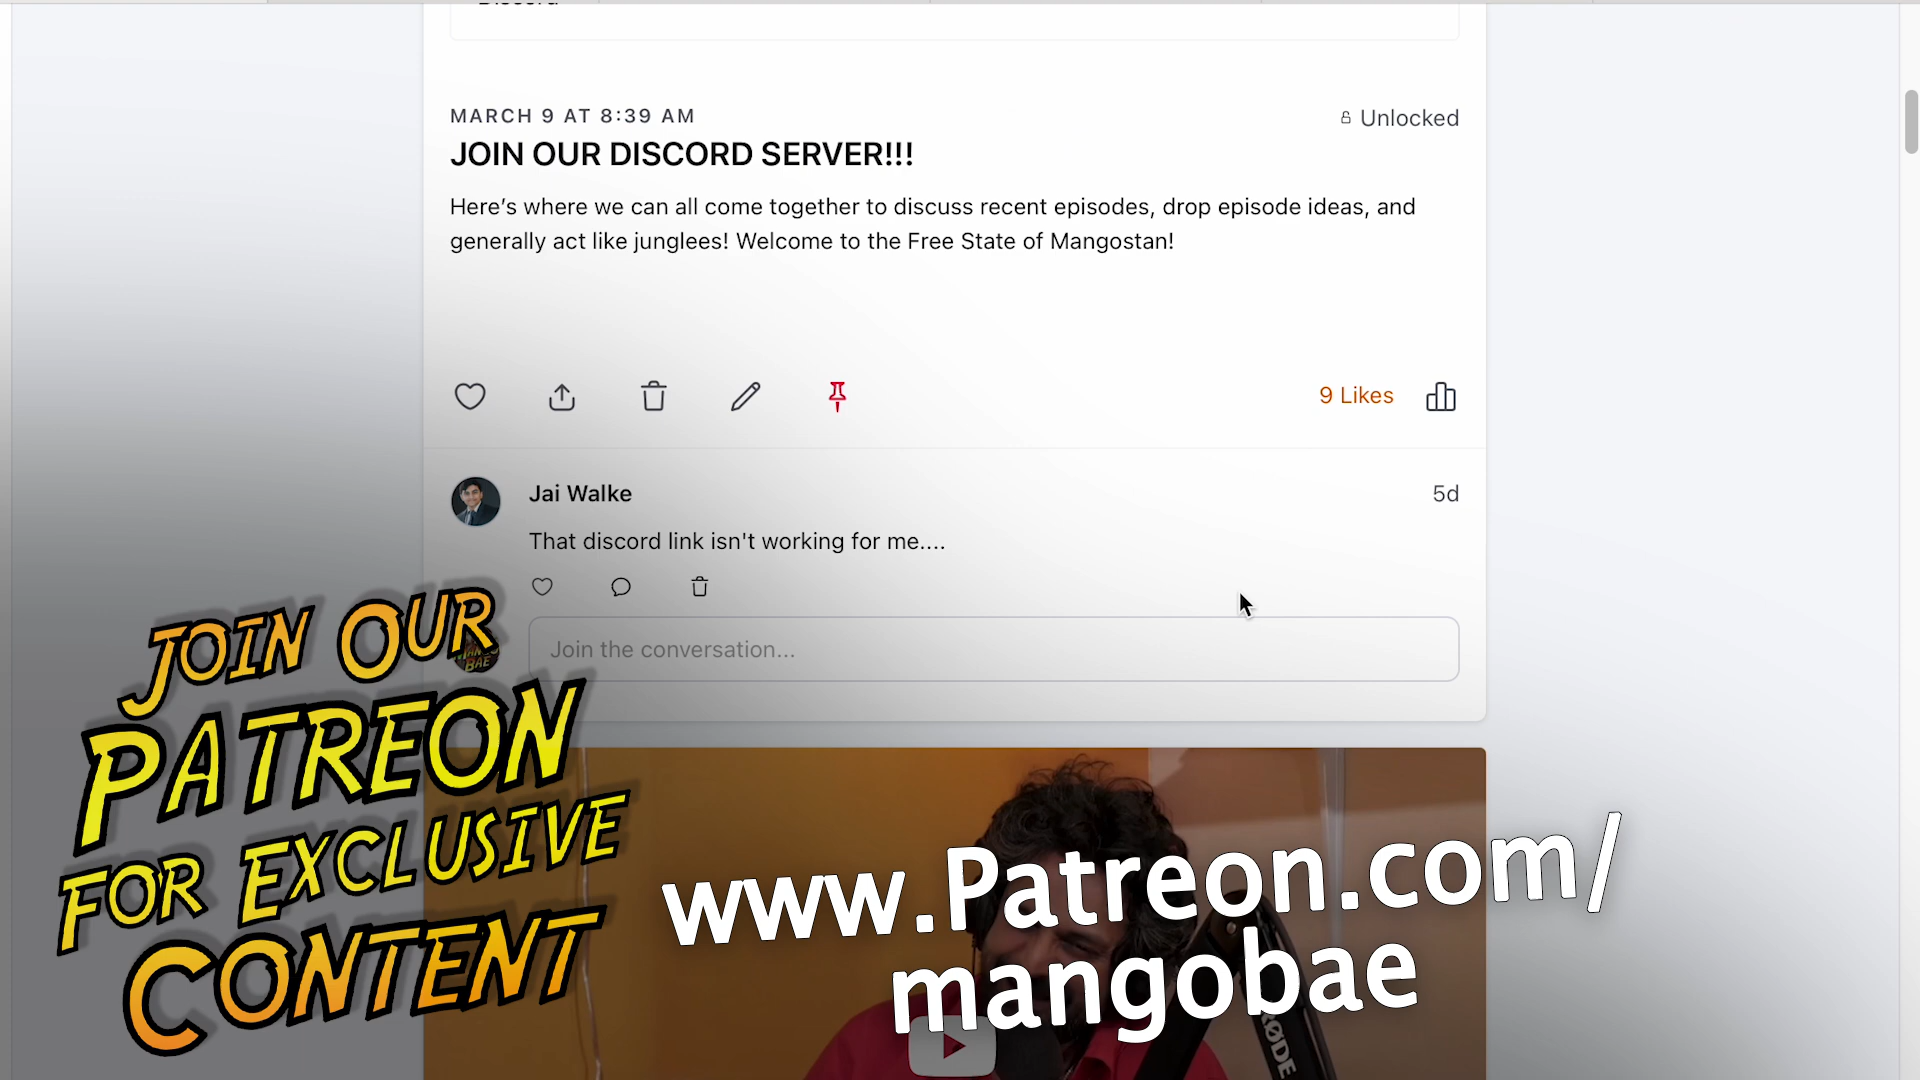 MARCH 9 AT 8:39 AM
Unlocked
JOIN OUR DISCORD SERVER!!!
Here’s where we can all come together to discuss recent episodes, drop episode ideas, and
generally act like junglees! Welcome to the Free State of Mangostan!
9 Likes
Jai Walke
5d
That discord link isn't working for me....
MANGO
BAE
Join the conversation...
JOIN OUR
PATREON
FOR EXCLUSIVE
CONTENT
www.Patreon.com/
mangobae
RØDE